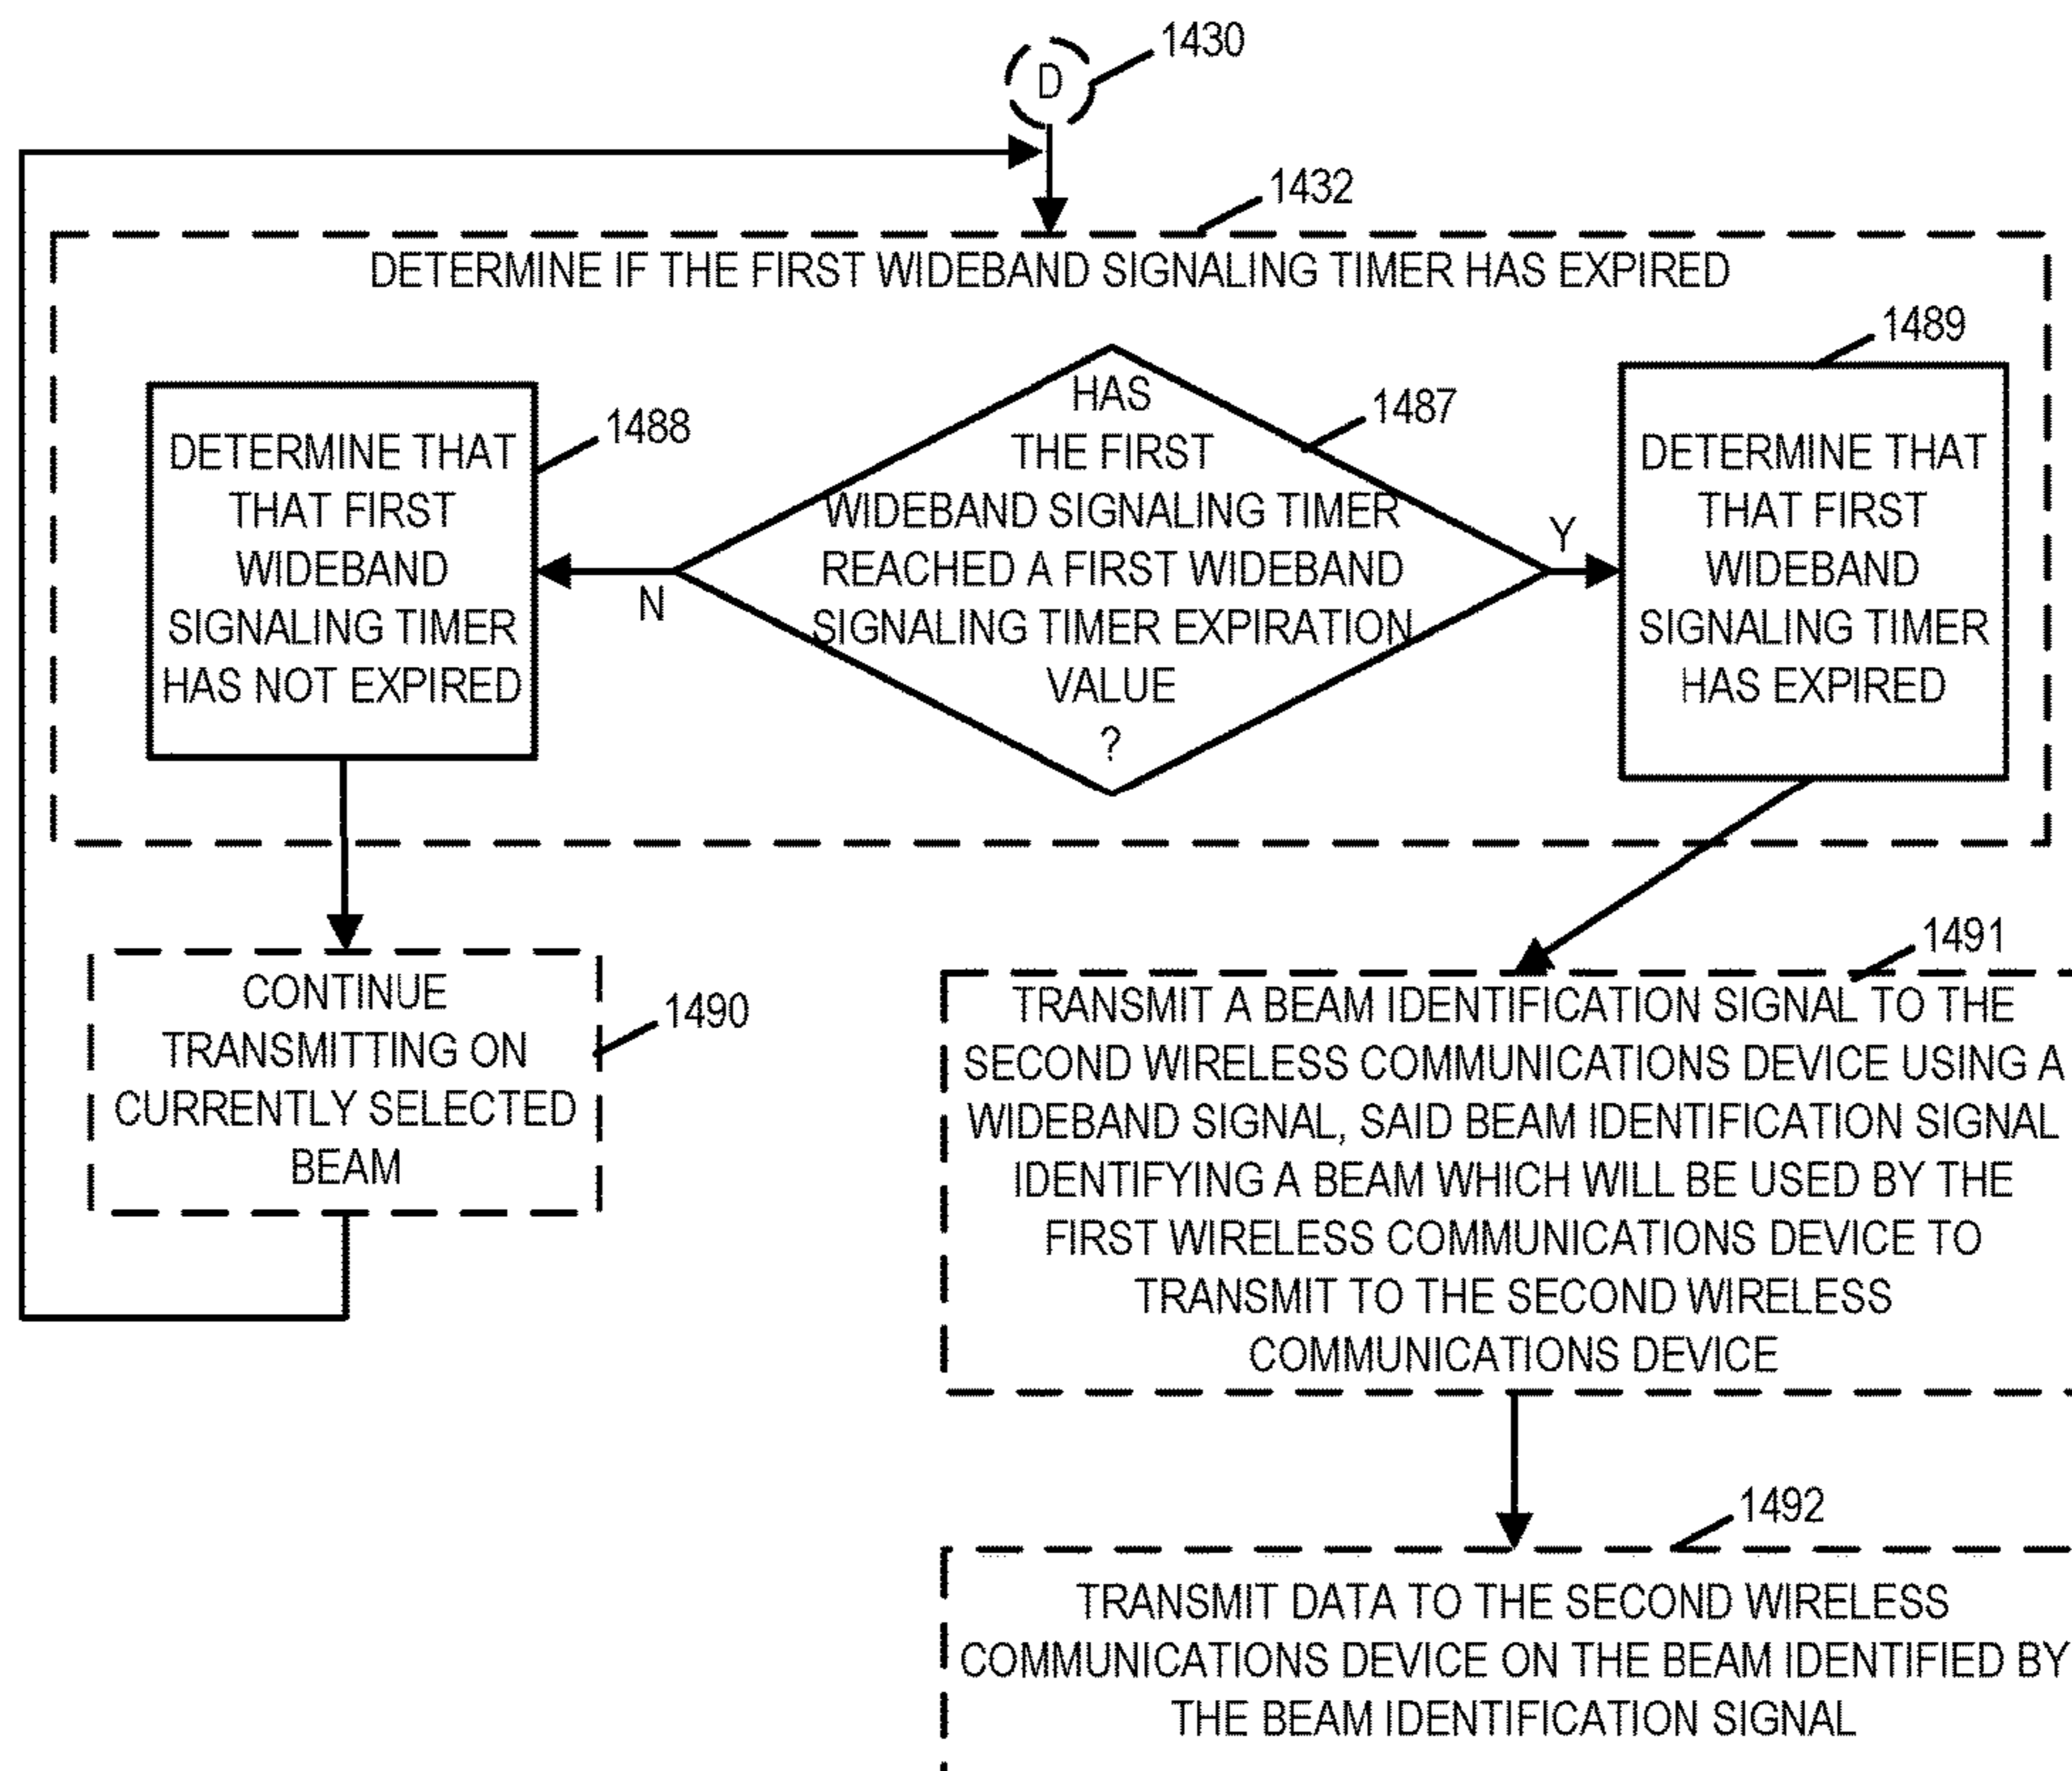 1430
D
1432
DETERMINE IF THE FIRST WIDEBAND SIGNALING TIMER HAS EXPIRED
1489
1487
1488
HAS
THE FIRST
WIDEBAND SIGNALING TIMER
REACHED A FIRST WIDEBAND
SIGNALING TIMER EXPIRATION
VALUE
?
N
Y
DETERMINE THAT
THAT FIRST
WIDEBAND
SIGNALING TIMER
HAS NOT EXPIRED
DETERMINE THAT
THAT FIRST
WIDEBAND
SIGNALING TIMER
HAS EXPIRED
1490
CONTINUE
TRANSMITTING ON
CURRENTLY SELECTED
BEAM
1491
TRANSMIT A BEAM IDENTIFICATION SIGNAL TO THE
SECOND WIRELESS COMMUNICATIONS DEVICE USING A
WIDEBAND SIGNAL, SAID BEAM IDENTIFICATION SIGNAL
IDENTIFYING A BEAM WHICH WILL BE USED BY THE
FIRST WIRELESS COMMUNICATIONS DEVICE TO
TRANSMIT TO THE SECOND WIRELESS
COMMUNICATIONS DEVICE
1492
TRANSMIT DATA TO THE SECOND WIRELESS
COMMUNICATIONS DEVICE ON THE BEAM IDENTIFIED BY
THE BEAM IDENTIFICATION SIGNAL